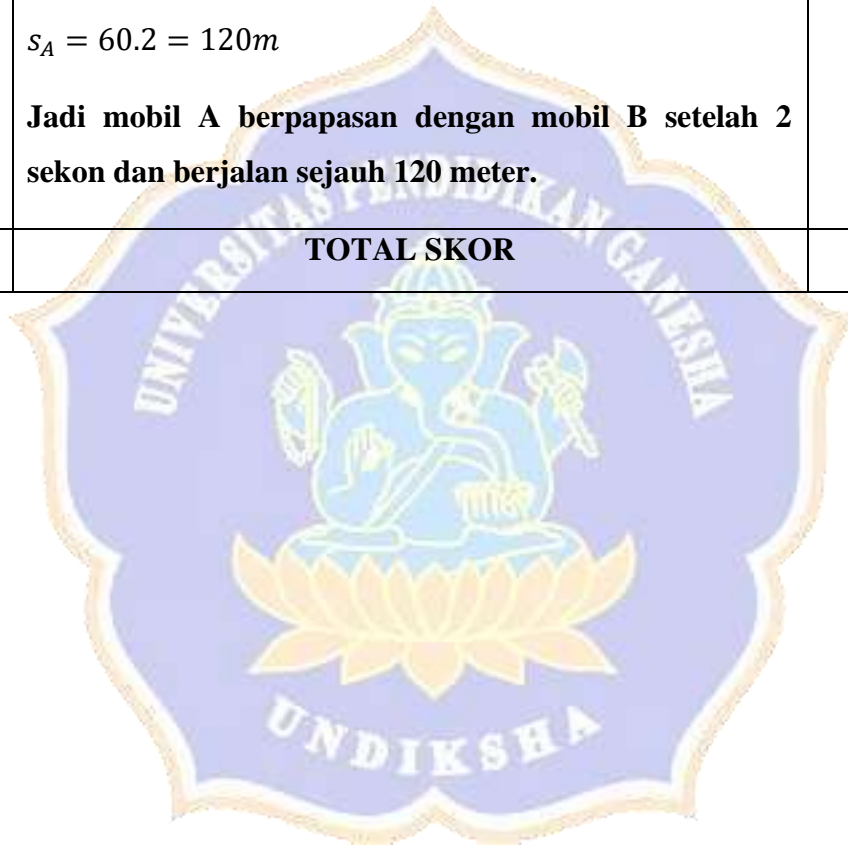 s_A = 60.2 = 120m
Jadi mobil A berpapasan dengan mobil B setelah 2
sekon dan berjalan sejauh 120 meter.
TOTAL SKOR
UNIVERSITAS PENDIDIKAN GANESHA
UNDIKSHA